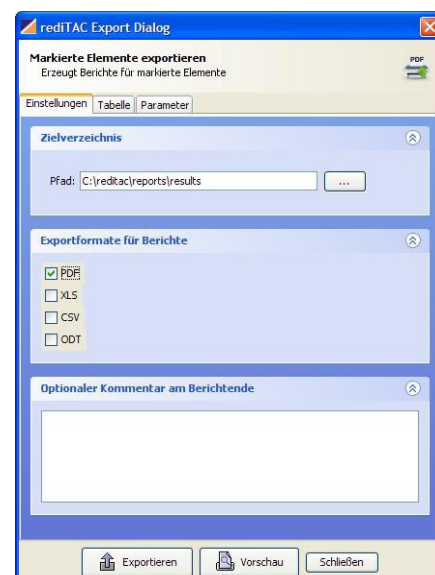 rediTAC Export Dialog
Markierte Elemente exportieren
Erzeugt Berichte für markierte Elemente
PDF
Einstellungen Tabelle Parameter
Zielverzeichnis
Pfad: C:\reditac\reports\results ...
Exportformate für Berichte
PDF
XLS
CSV
ODT
Optionaler Kommentar am Berichtende
Exportieren Vorschau Schließen